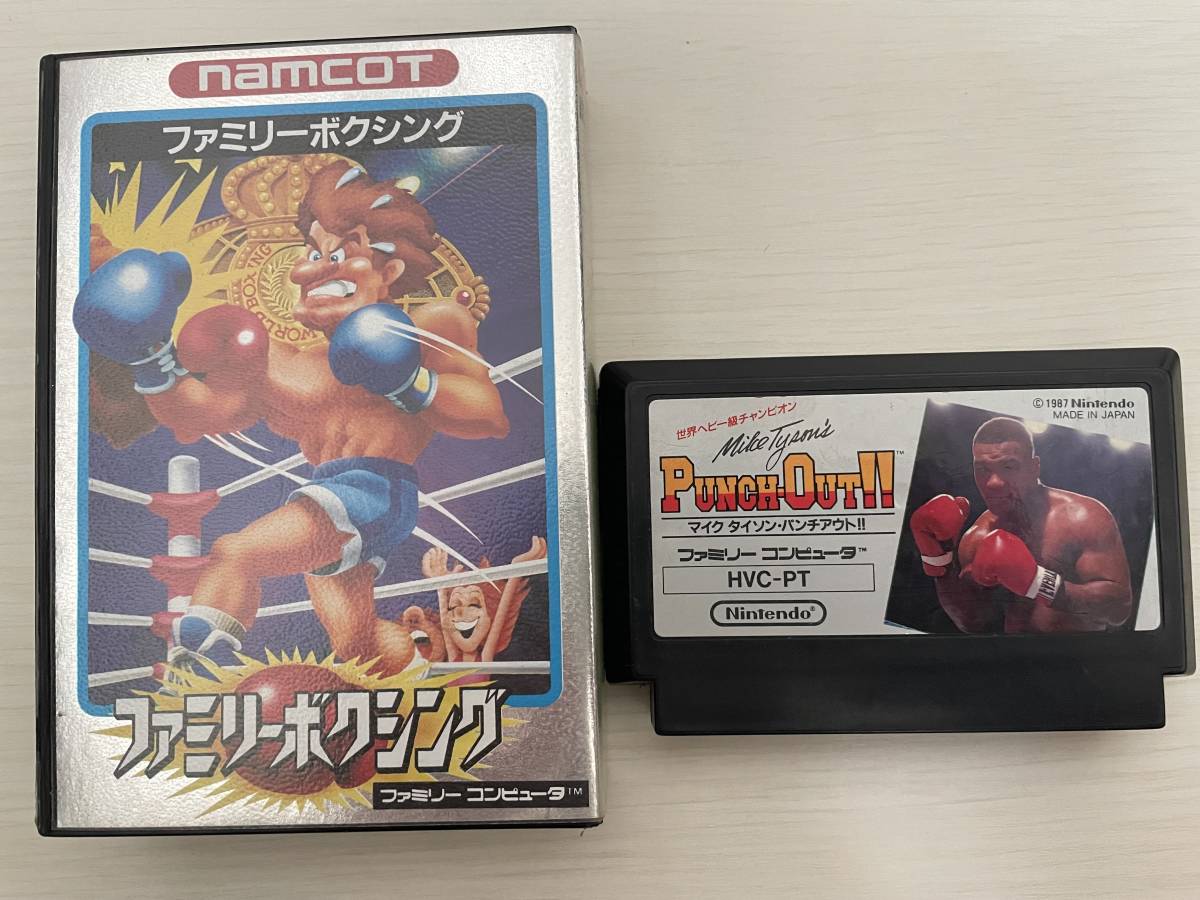 namcoT
ファミリーボクシング
WORLD BOXING
ファミリーボクシング
ファミリー コンピュータ™
世界ヘビー級チャンピオン
Mike Tyson's
PUNCH-OUT!!™
マイク タイソン・パンチアウト!!
ファミリー コンピュータ™
HVC-PT
Nintendo®
© 1987 Nintendo
MADE IN JAPAN